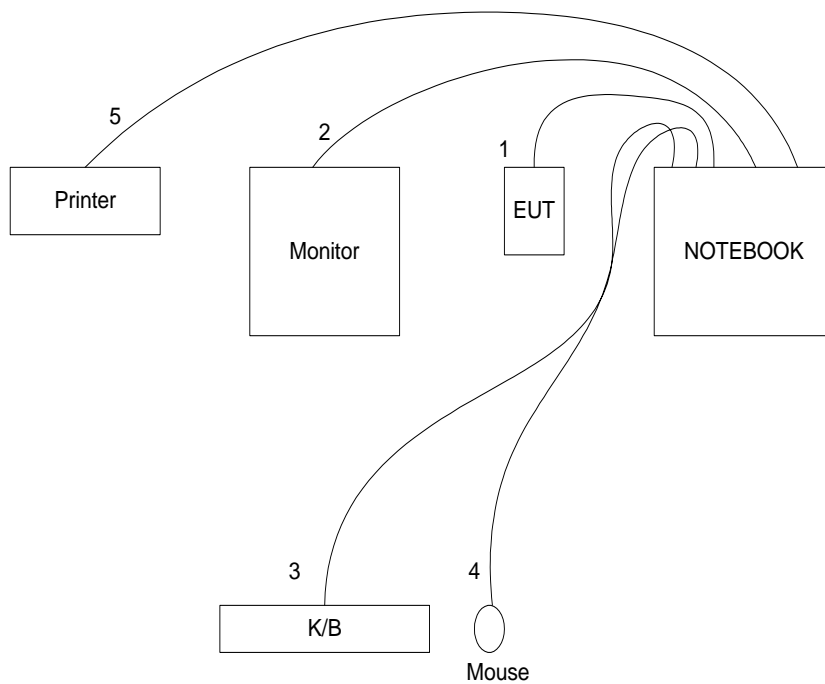 5
2
1
Printer
Monitor
EUT
NOTEBOOK
3
4
K/B
Mouse